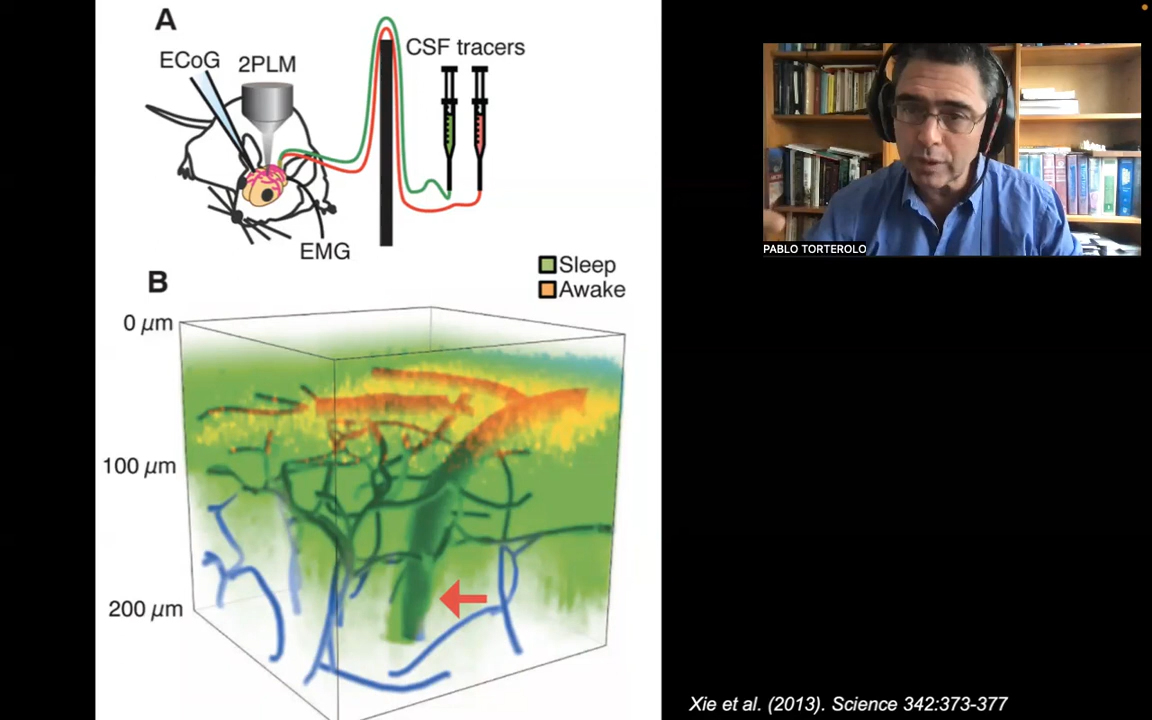 A
ECoG
2PLM
CSF tracers
EMG
B
Sleep
Awake
0 µm
100 µm
200 µm
PABLO TORTEROLO
Xie et al. (2013). Science 342:373-377